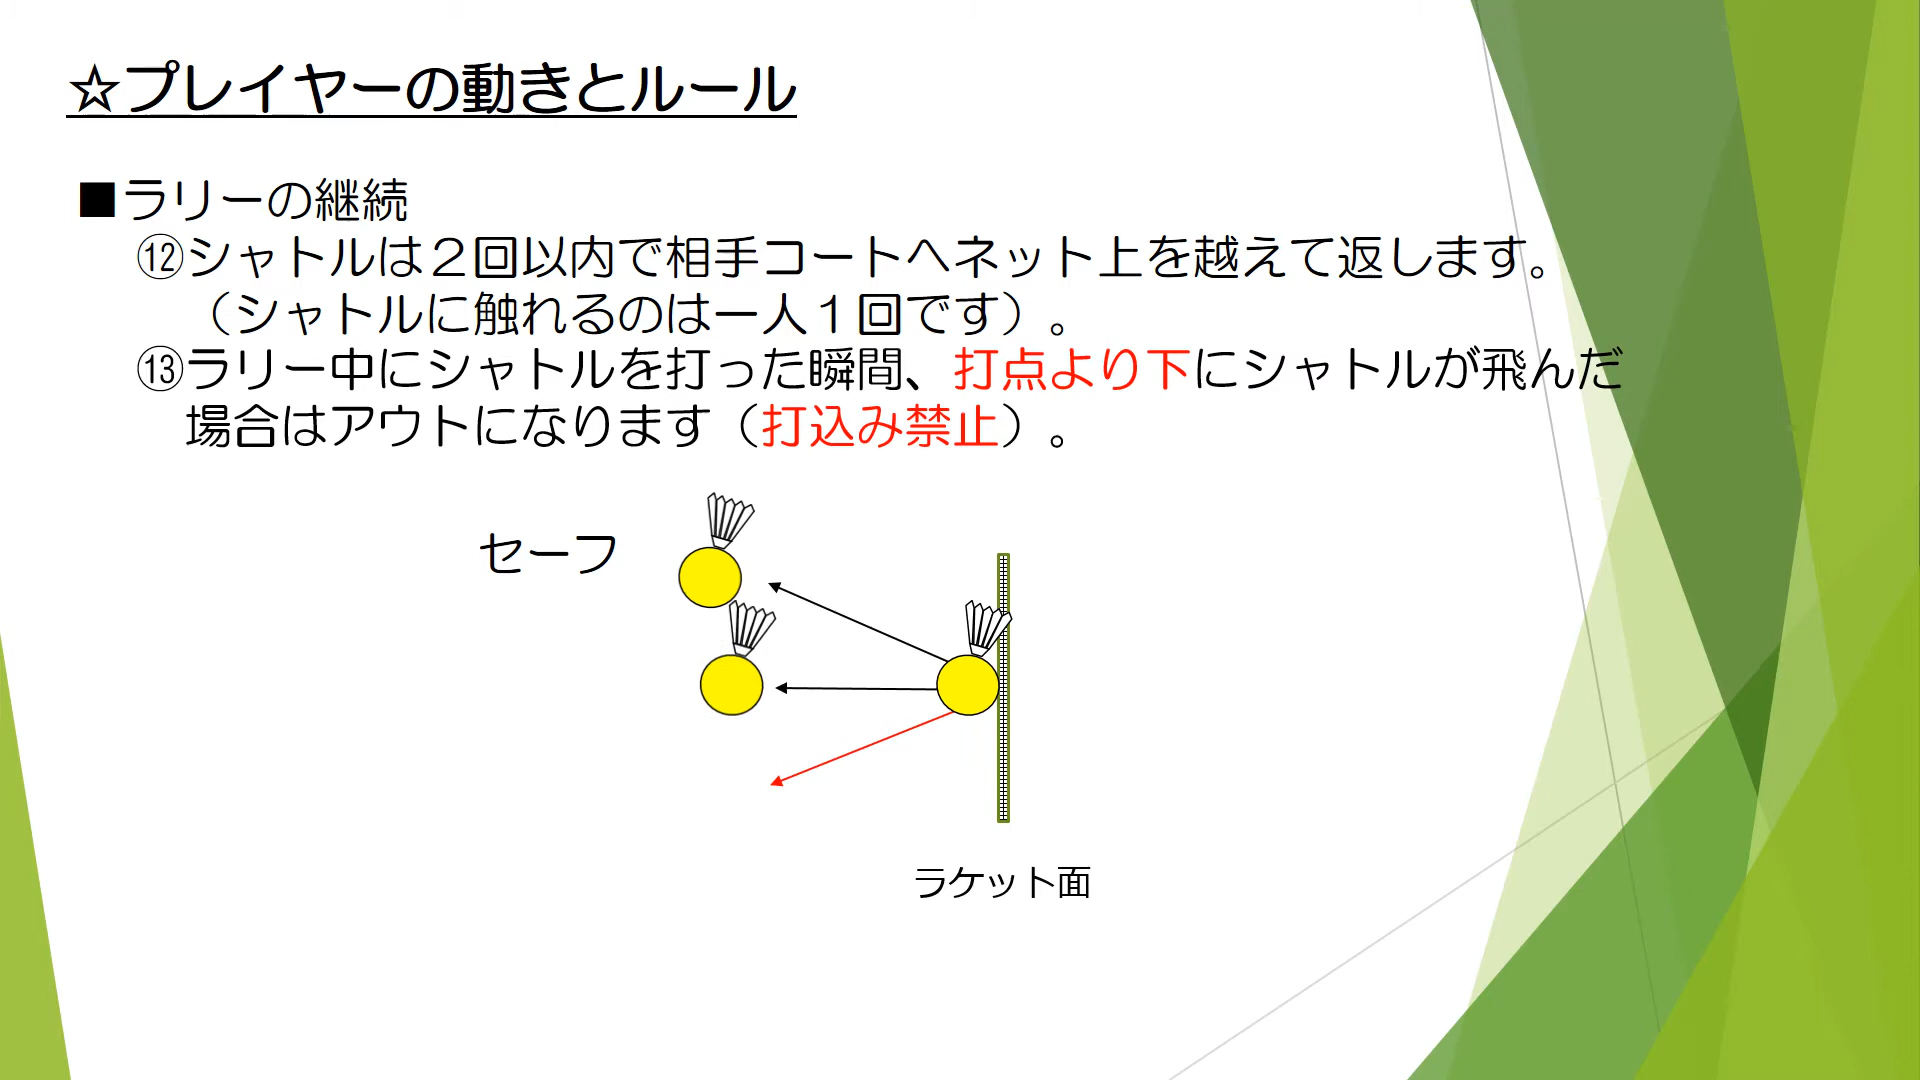 ☆プレイヤーの動きとルール
■ラリーの継続
⑫シャトルは２回以内で相手コートへネット上を越えて返します。
（シャトルに触れるのは一人１回です）。
⑬ラリー中にシャトルを打った瞬間、打点より下にシャトルが飛んだ
場合はアウトになります（打込み禁止）。
セーフ
ラケット面